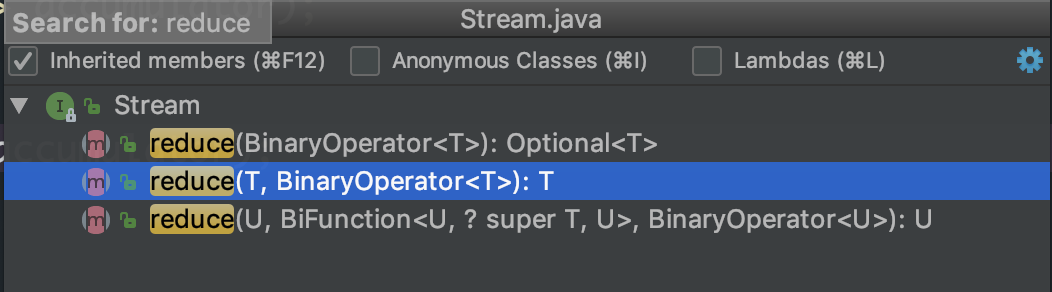 Search for: reduce
Stream.java
Inherited members (⌘F12) Anonymous Classes (⌘I) Lambdas (⌘L)
Stream
reduce(BinaryOperator<T>): Optional<T>
reduce(T, BinaryOperator<T>): T
reduce(U, BiFunction<U, ? super T, U>, BinaryOperator<U>): U